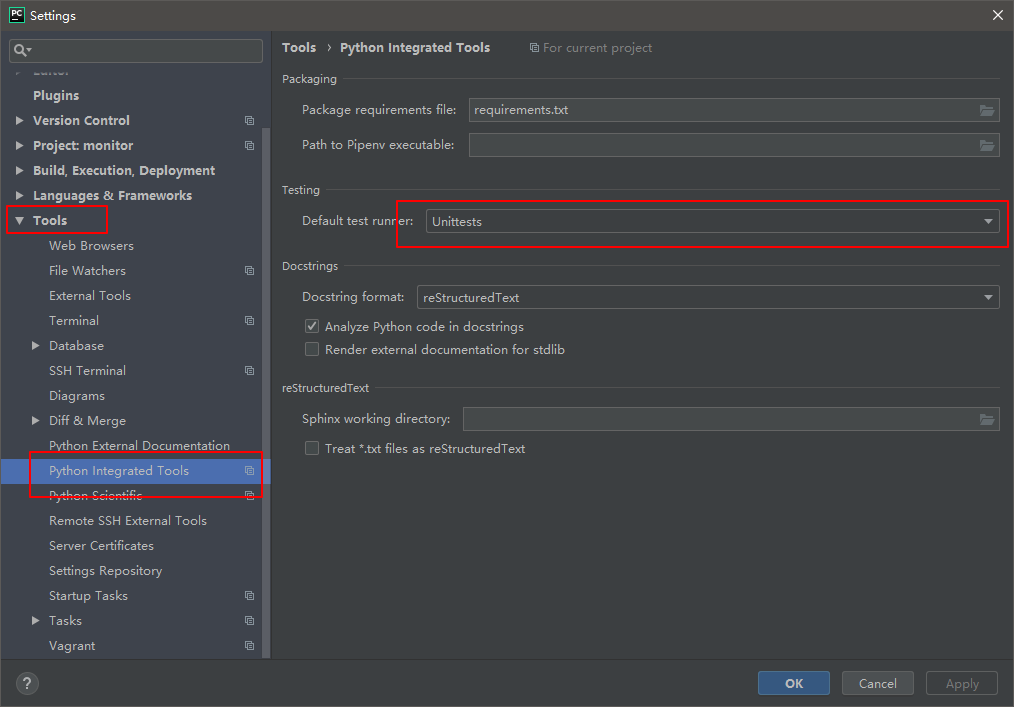 PC Settings
Tools › Python Integrated Tools For current project
Editor
Plugins
Version Control
Project: monitor
Build, Execution, Deployment
Languages & Frameworks
Tools
Web Browsers
File Watchers
External Tools
Terminal
Database
SSH Terminal
Diagrams
Diff & Merge
Python External Documentation
Python Integrated Tools
Python Scientific
Remote SSH External Tools
Server Certificates
Settings Repository
Startup Tasks
Tasks
Vagrant
Packaging
Package requirements file: requirements.txt
Path to Pipenv executable:
Testing
Default test runner: Unittests
Docstrings
Docstring format: reStructuredText
Analyze Python code in docstrings
Render external documentation for stdlib
reStructuredText
Sphinx working directory:
Treat *.txt files as reStructuredText
? OK Cancel Apply